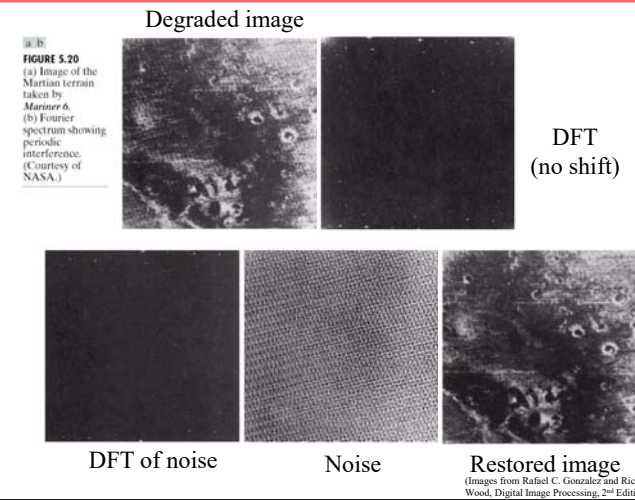 Degraded image
a b
FIGURE 5.20
(a) Image of the
Martian terrain
taken by
Mariner 6.
(b) Fourier
spectrum showing
periodic
interference.
(Courtesy of
NASA.)
DFT
(no shift)
DFT of noise
Noise
Restored image
(Images from Rafael C. Gonzalez and Ric
Wood, Digital Image Processing, 2nd Editi